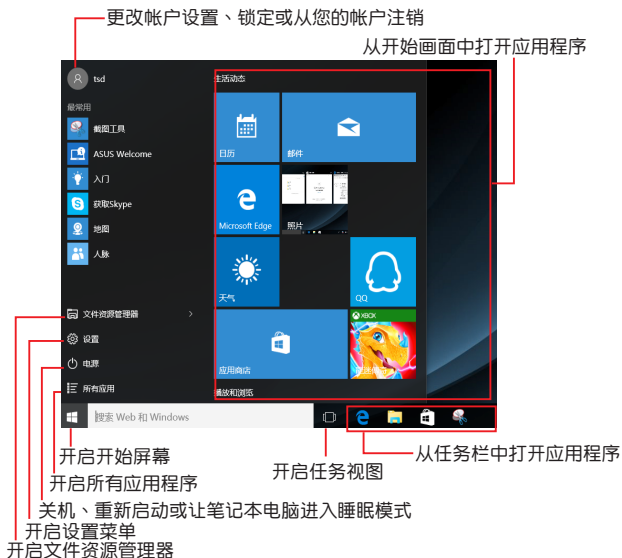 更改帐户设置、锁定或从您的帐户注销
从开始画面中打开应用程序
tsd
生活动态
最常用
截图工具
ASUS Welcome
入门
获取Skype
地图
人脉
日历
邮件
Microsoft Edge
照片
天气
QQ
XBOX
应用商店
播放和浏览
文件资源管理器
设置
电源
所有应用
搜索 Web 和 Windows
开启开始屏幕
开启任务视图
从任务栏中打开应用程序
开启所有应用程序
关机、重新启动或让笔记本电脑进入睡眠模式
开启设置菜单
开启文件资源管理器